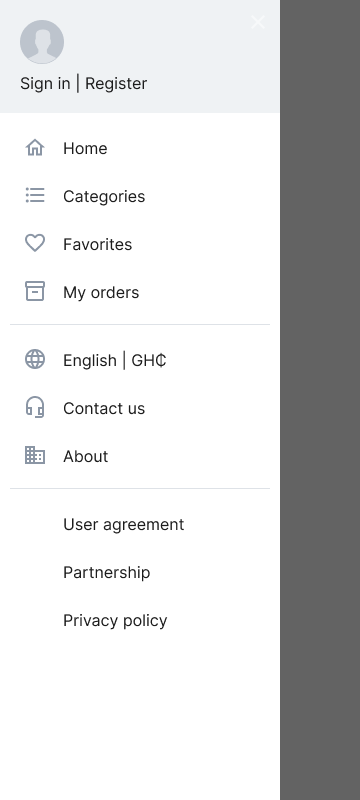 Sign in | Register
Home
Categories
Favorites
My orders
English | GH₵
Contact us
About
User agreement
Partnership
Privacy policy